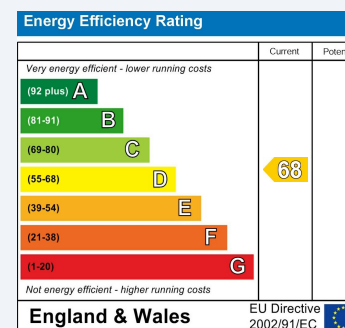 Energy Efficiency Rating
Current Poten
Very energy efficient - lower running costs
(92 plus) A
(81-91) B
(69-80) C
(55-68) D
68
(39-54) E
(21-38) F
(1-20) G
Not energy efficient - higher running costs
England & Wales
EU Directive
2002/91/EC